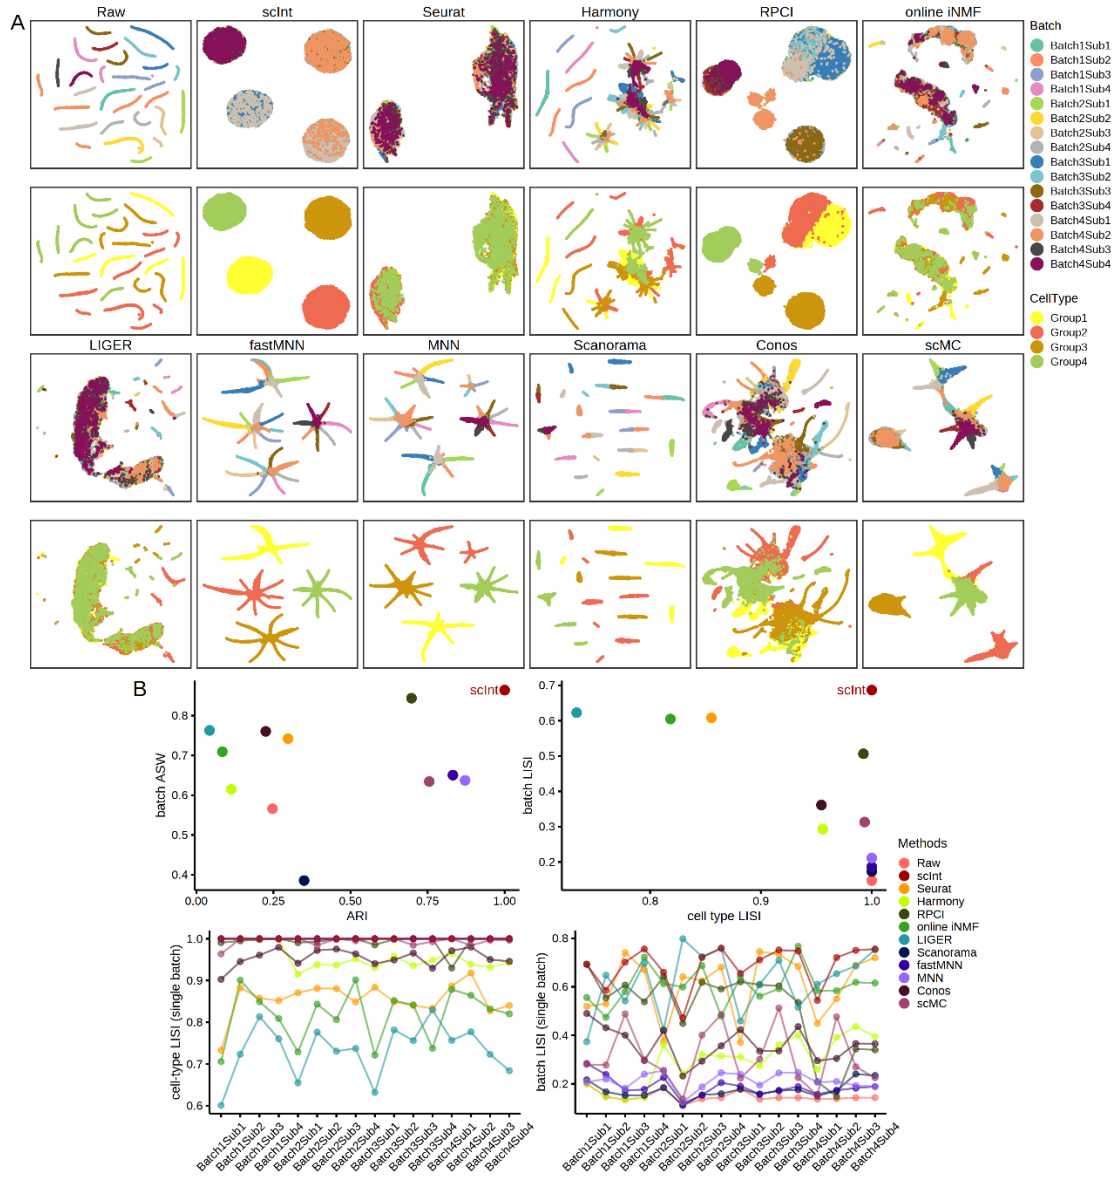 A
Raw scInt Seurat Harmony RPCI online iNMF
Batch
Batch1Sub1
Batch1Sub2
Batch1Sub3
Batch1Sub4
Batch2Sub1
Batch2Sub2
Batch2Sub3
Batch2Sub4
Batch3Sub1
Batch3Sub2
Batch3Sub3
Batch3Sub4
Batch4Sub1
Batch4Sub2
Batch4Sub3
Batch4Sub4
CellType
Group1
Group2
Group3
Group4
LIGER fastMNN MNN Scanorama Conos scMC
B
batch ASW
0.8
0.7
0.6
0.5
0.4
scInt
0.00 0.25 0.50 0.75 1.00
ARI
batch LISI
0.7
0.6
0.5
0.4
0.3
0.2
scInt
0.8 0.9 1.0
cell type LISI
Methods
Raw
scInt
Seurat
Harmony
RPCI
online iNMF
LIGER
Scanorama
fastMNN
MNN
Conos
scMC
cell-type LISI (single batch)
1.0
0.9
0.8
0.7
0.6
Batch1Sub1 Batch1Sub2 Batch1Sub3 Batch1Sub4 Batch2Sub1 Batch2Sub2 Batch2Sub3 Batch2Sub4 Batch3Sub1 Batch3Sub2 Batch3Sub3 Batch3Sub4 Batch4Sub1 Batch4Sub2 Batch4Sub3 Batch4Sub4
batch LISI (single batch)
0.8
0.6
0.4
0.2
Batch1Sub1 Batch1Sub2 Batch1Sub3 Batch1Sub4 Batch2Sub1 Batch2Sub2 Batch2Sub3 Batch2Sub4 Batch3Sub1 Batch3Sub2 Batch3Sub3 Batch3Sub4 Batch4Sub1 Batch4Sub2 Batch4Sub3 Batch4Sub4